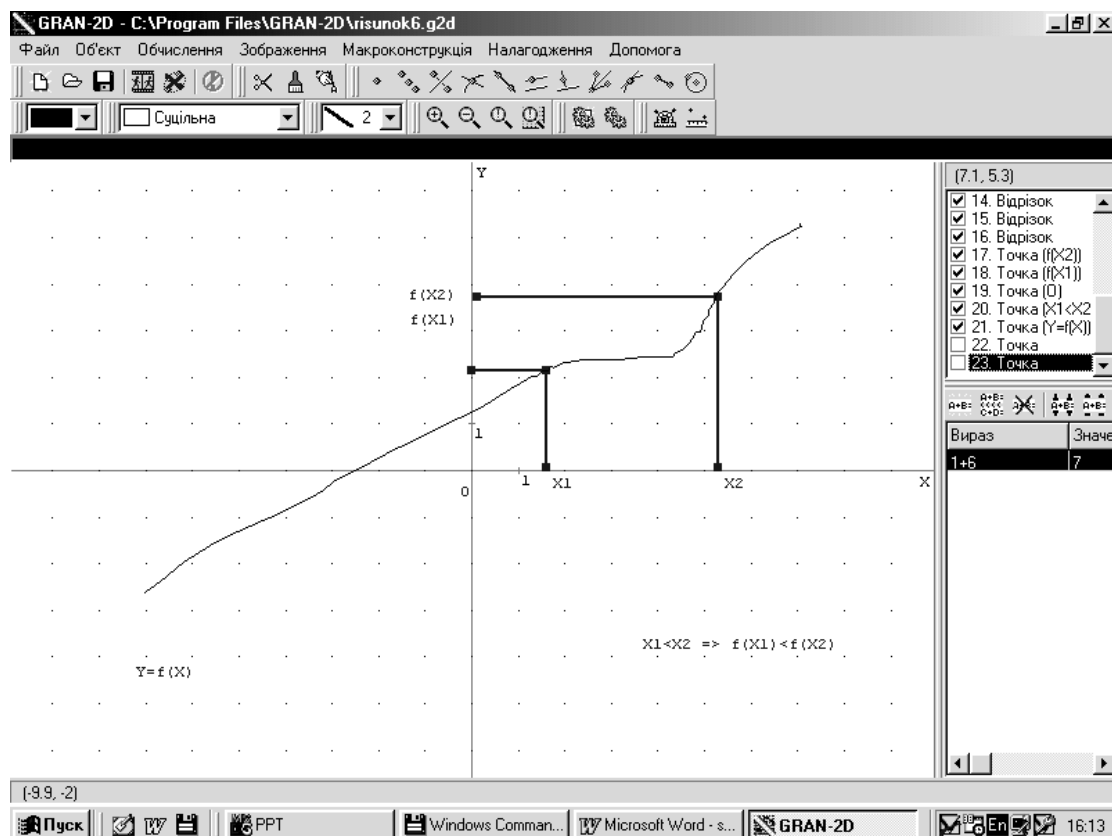 GRAN-2D - C:\Program Files\GRAN-2D\risunok6.g2d
Файл Об'єкт Обчислення Зображення Макроконструкція Налагодження Допомога
Суцільна 2
(7.1, 5.3)
14. Відрізок
15. Відрізок
16. Відрізок
17. Точка (f(X2))
18. Точка (f(X1))
19. Точка (O)
20. Точка (X1<X2
21. Точка (Y=f(X))
22. Точка
23. Точка
Вираз Значе
1+6 7
Y
f(X2)
f(X1)
1
0 1 X1 X2 X
X1<X2 => f(X1)<f(X2)
Y=f(X)
(-9.9, -2)
Пуск PPT Windows Comman... Microsoft Word - s... GRAN-2D En 16:13